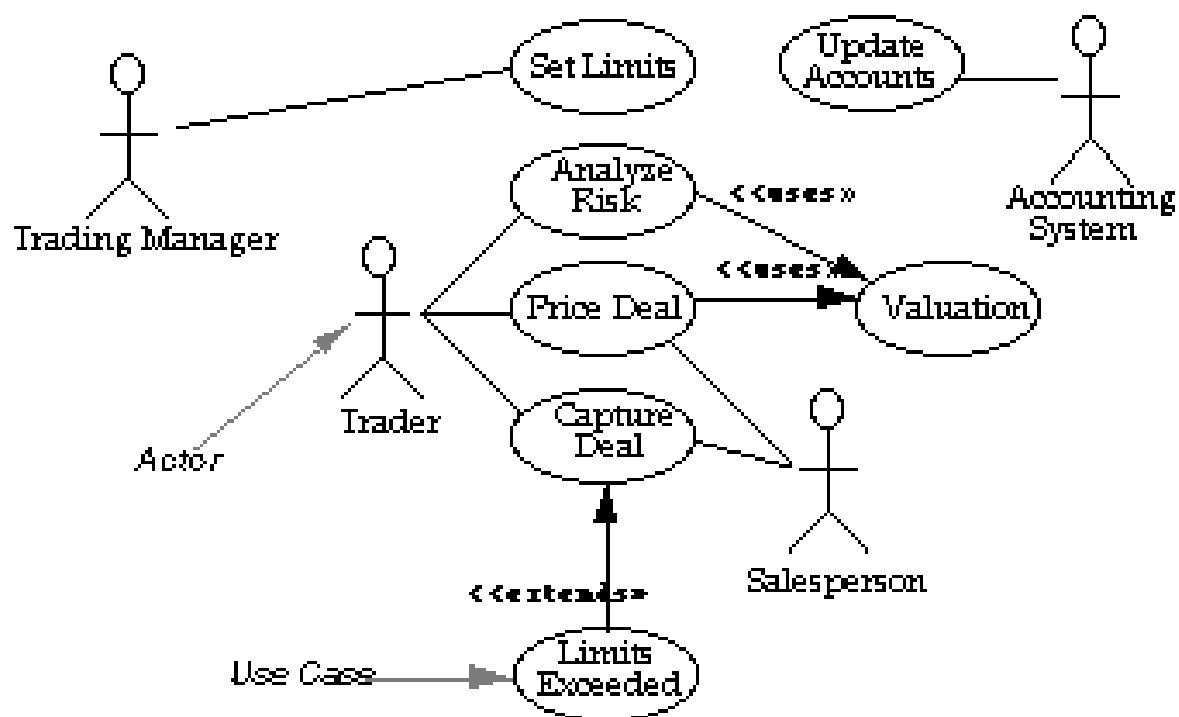 Set Limits
Update
Accounts
Analyze
Risk
<<uses»
Accounting
System
Trading Manager
<<uses»
Price Deal
Valuation
Trader
Capture
Deal
Actor
Salesperson
<<extends»
Use Case
Limits
Exceeded